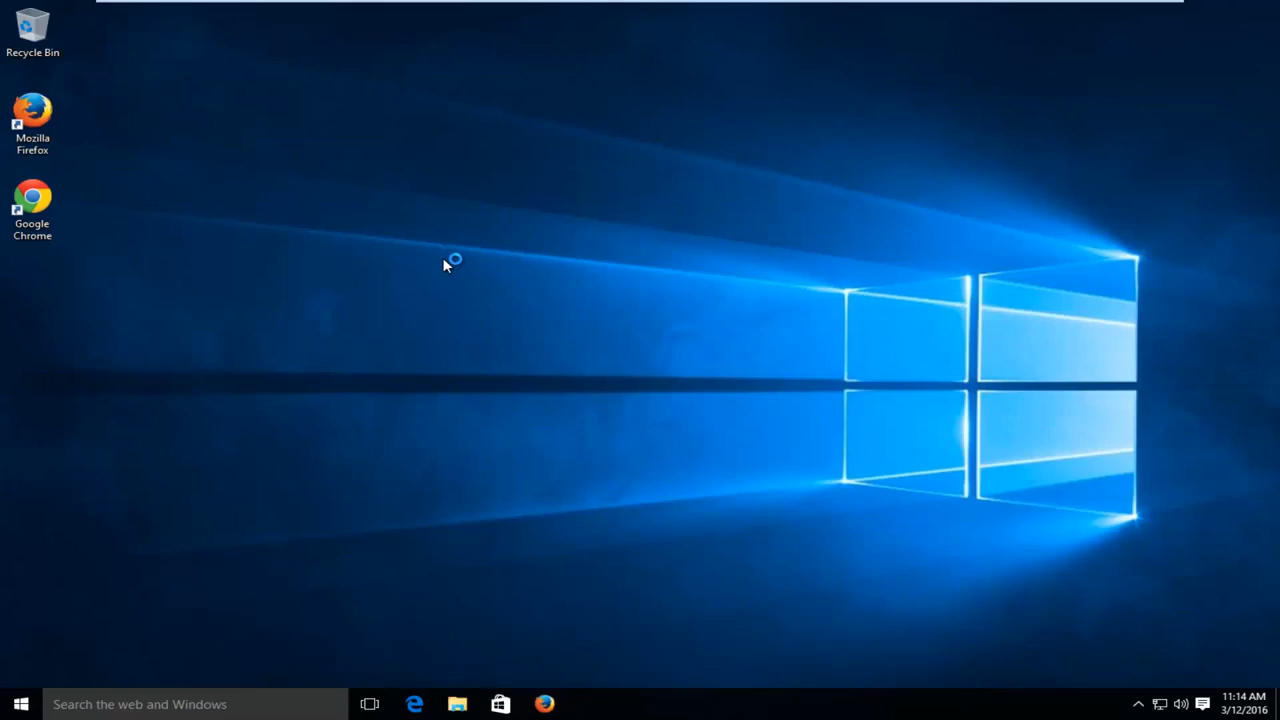 Recycle Bin
Mozilla
Firefox
Google
Chrome
Search the web and Windows
11:14 AM
3/12/2016